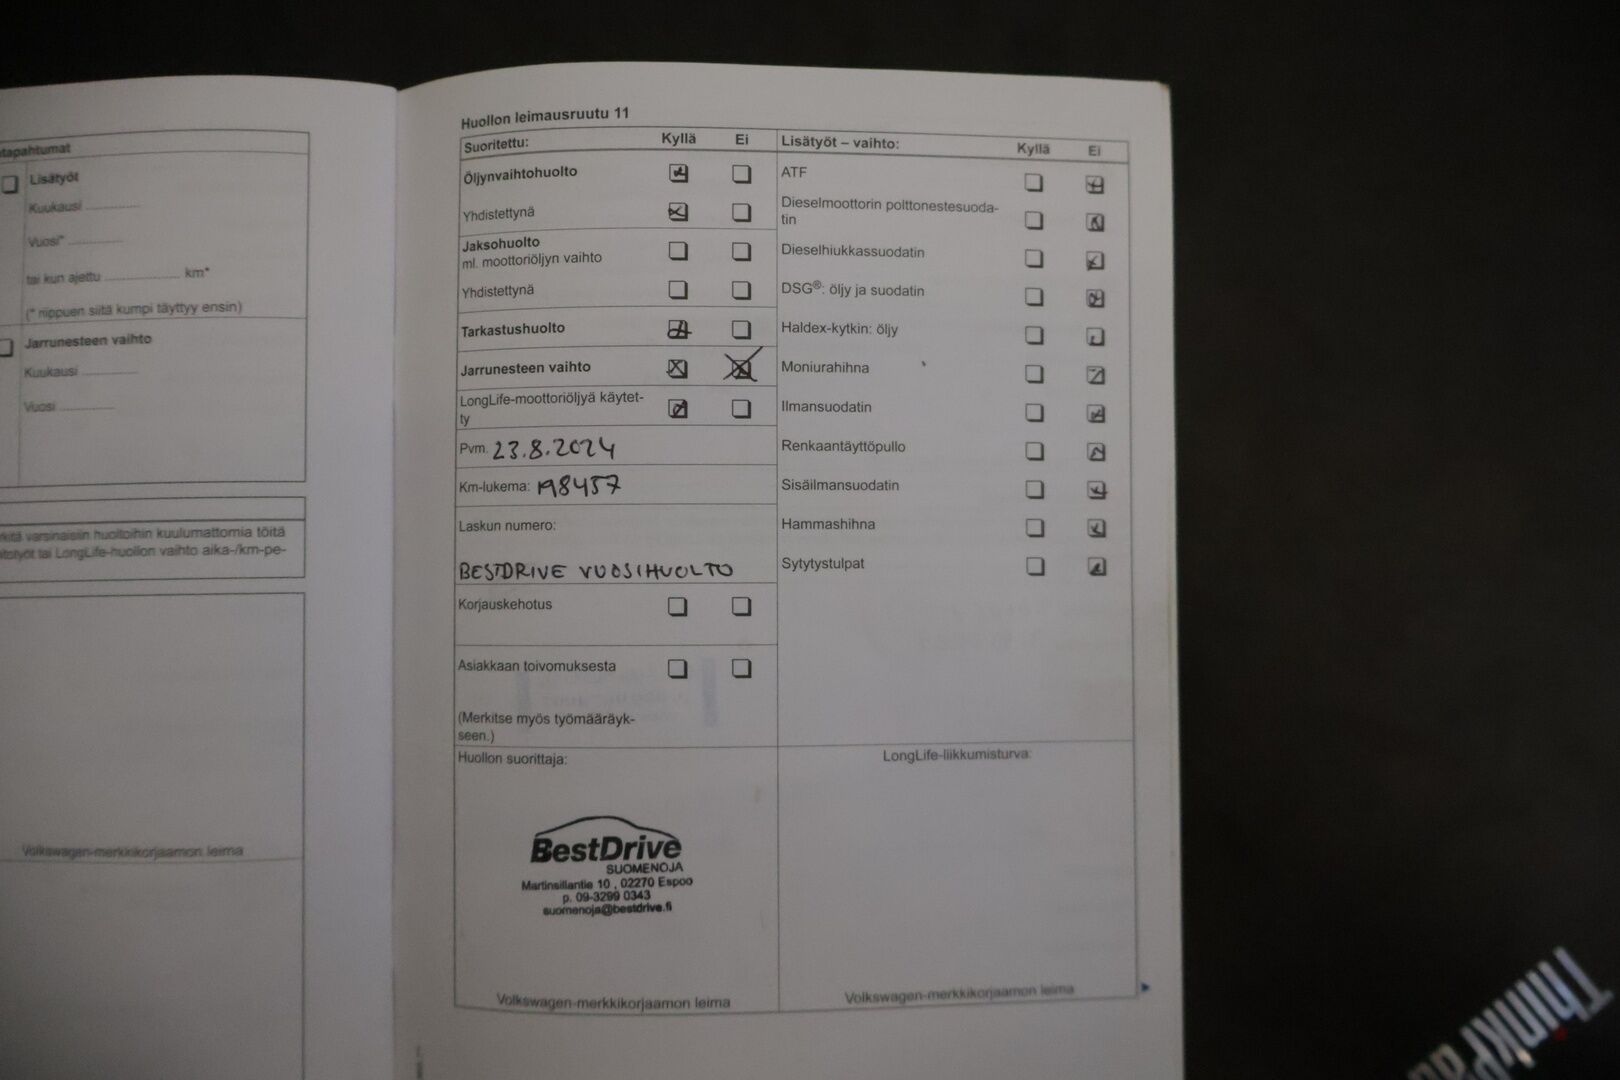 tapahtumat
Lisätyöt
Kuukausi ..............
Vuosi* ..............
tai kun ajettu .................... km*
(* riippuen siitä kumpi täyttyy ensin)
Jarrunesteen vaihto
Kuukausi ..............
Vuosi ..............
rkitä varsinaisiin huoltoihin kuulumattomia töitä
ätötyöt tai LongLife-huollon vaihto aika-/km-pe-
Volkswagen-merkkikorjaamon leima
Huollon leimausruutu 11
Suoritettu: Kyllä Ei
Öljynvaihtohuolto
Yhdistettynä
Jaksohuolto
ml. moottoriöljyn vaihto
Yhdistettynä
Tarkastushuolto
Jarrunesteen vaihto
LongLife-moottoriöljyä käytet-
ty
Pvm. 23.8.2024
Km-lukema: 198457
Laskun numero:
BESTDRIVE VUOSIHUOLTO
Korjauskehotus
Asiakkaan toivomuksesta
(Merkitse myös työmääräyk-
seen.)
Huollon suorittaja:
BestDrive
SUOMENOJA
Martinsillantie 10 , 02270 Espoo
p. 09-3299 0343
suomenoja@bestdrive.fi
Volkswagen-merkkikorjaamon leima
Lisätyöt – vaihto: Kyllä Ei
ATF
Dieselmoottorin polttonestesuoda-
tin
Dieselhiukkassuodatin
DSG®: öljy ja suodatin
Haldex-kytkin: öljy
Moniurahihna
Ilmansuodatin
Renkaantäyttöpullo
Sisäilmansuodatin
Hammashihna
Sytytystulpat
LongLife-liikkumisturva:
Volkswagen-merkkikorjaamon leima